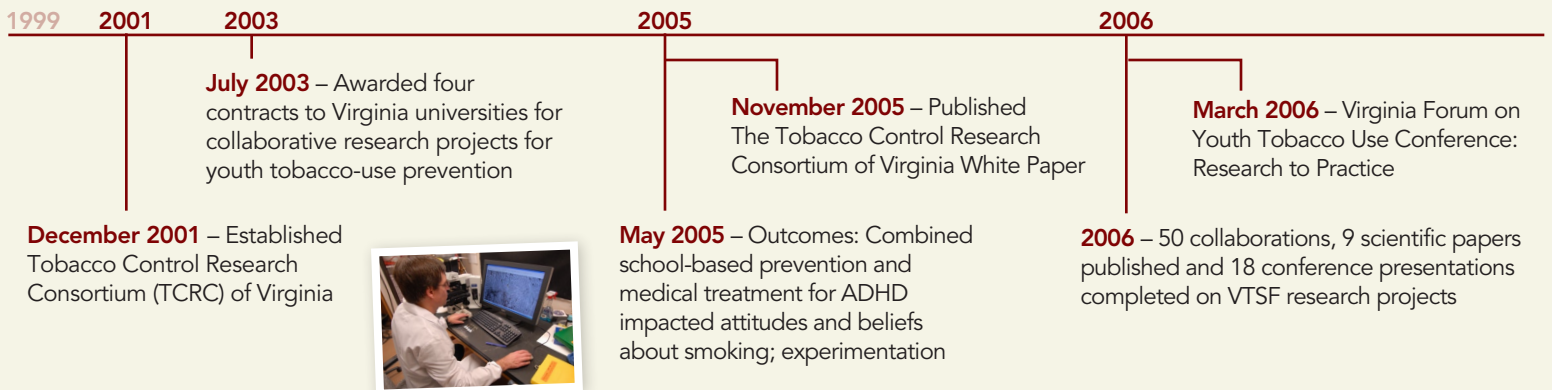 1999 2001 2003 2005 2006
July 2003 – Awarded four
contracts to Virginia universities for
collaborative research projects for
youth tobacco-use prevention
November 2005 – Published
The Tobacco Control Research
Consortium of Virginia White Paper
March 2006 – Virginia Forum on
Youth Tobacco Use Conference:
Research to Practice
December 2001 – Established
Tobacco Control Research
Consortium (TCRC) of Virginia
May 2005 – Outcomes: Combined
school-based prevention and
medical treatment for ADHD
impacted attitudes and beliefs
about smoking; experimentation
2006 – 50 collaborations, 9 scientific papers
published and 18 conference presentations
completed on VTSF research projects